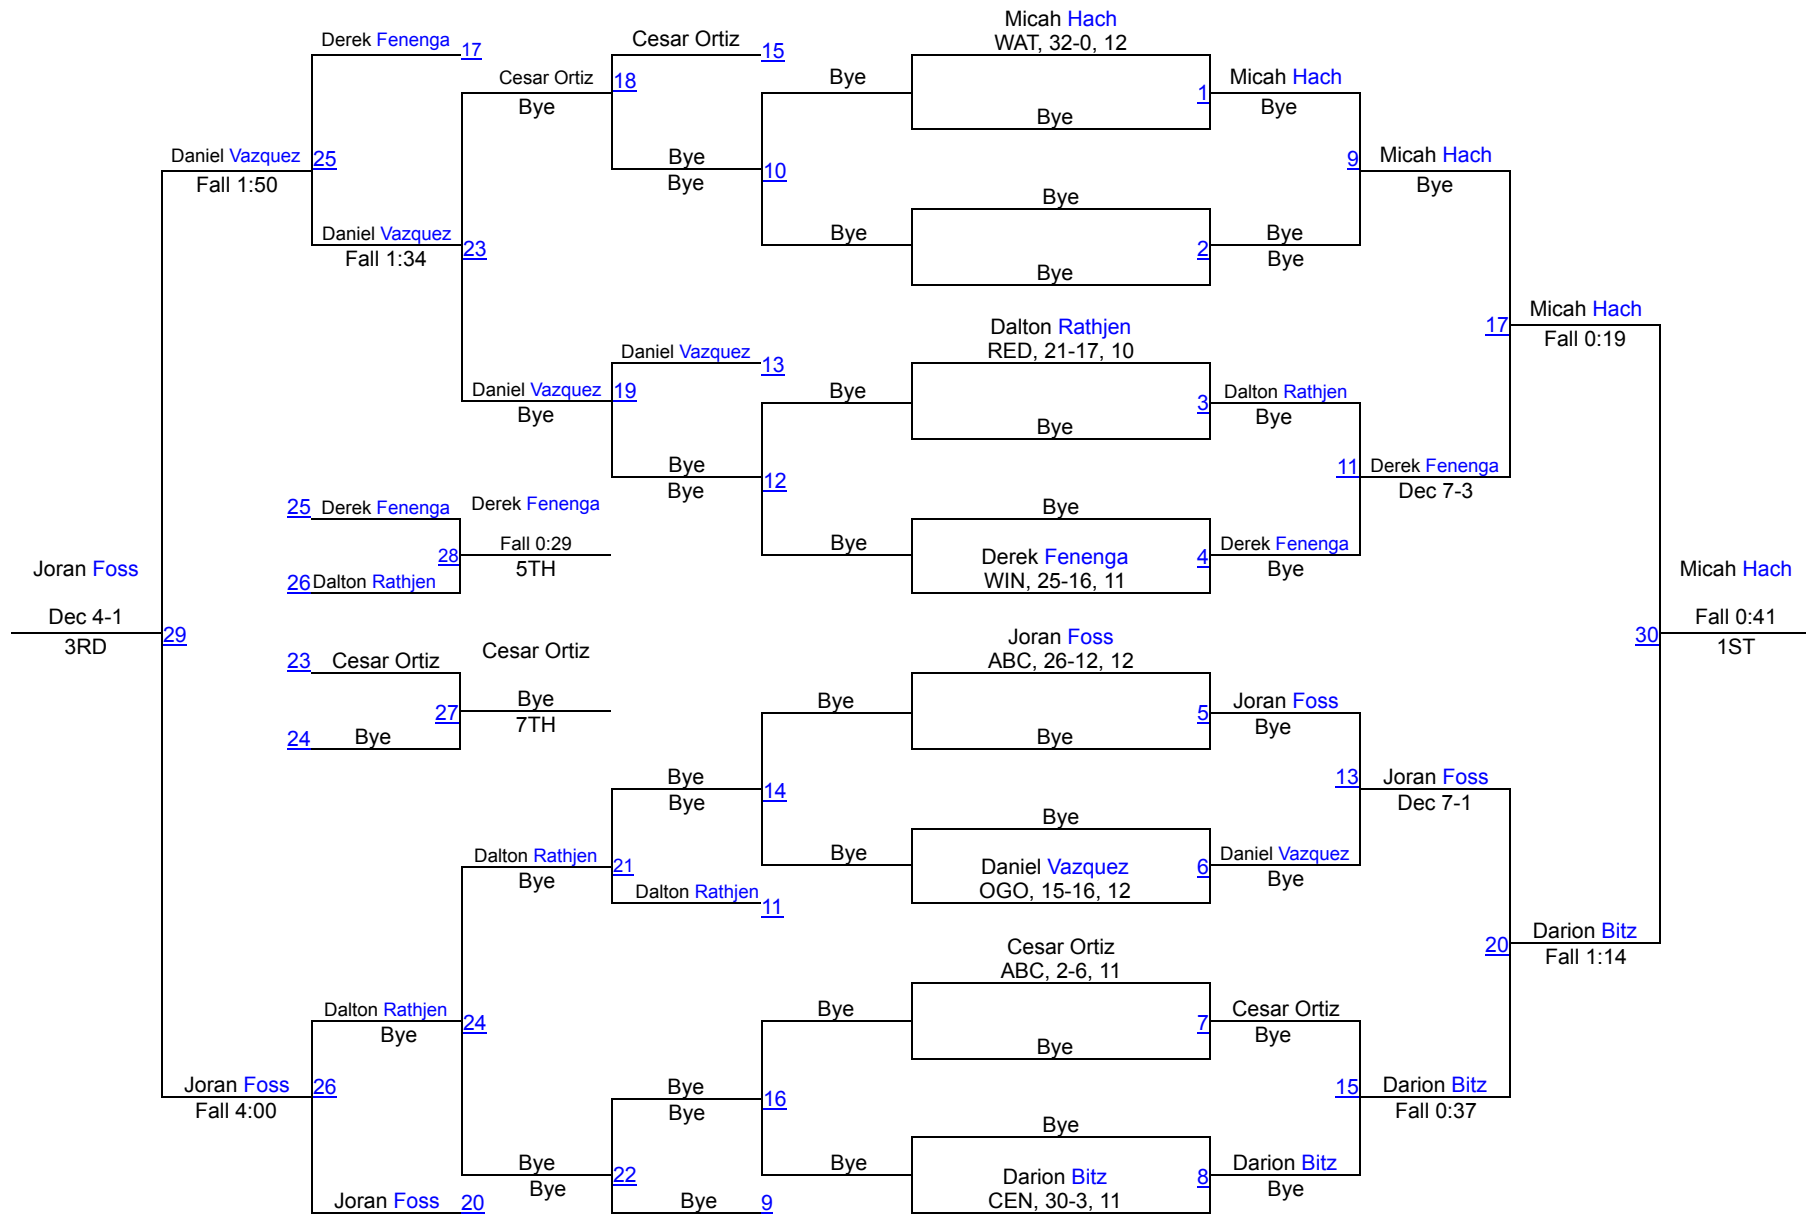 Micah Hach
WAT, 32-0, 12
Derek Fenenga 17
Cesar Ortiz 15
Cesar Ortiz 18
Bye
Bye
1 Micah Hach
Bye
Bye
Daniel Vazquez 25
Fall 1:50
Bye
Bye
10
9 Micah Hach
Bye
Bye
Daniel Vazquez 23
Fall 1:34
Bye
2 Bye
Bye
Bye
17 Micah Hach
Fall 0:19
Dalton Rathjen
RED, 21-17, 10
Daniel Vazquez 13
Daniel Vazquez 19
Bye
Bye
3 Dalton Rathjen
Bye
Bye
Bye
Bye
12
11 Derek Fenenga
Dec 7-3
25 Derek Fenenga
Derek Fenenga
Bye
28 Fall 0:29
5TH
26 Dalton Rathjen
Bye
Derek Fenenga
WIN, 25-16, 11
4 Derek Fenenga
Bye
Joran Foss
Dec 4-1
3RD
29
Micah Hach
30 Fall 0:41
1ST
23 Cesar Ortiz
Cesar Ortiz
Joran Foss
ABC, 26-12, 12
27 Bye
7TH
24 Bye
Bye
5 Joran Foss
Bye
Bye
Bye
Bye
14
13 Joran Foss
Dec 7-1
Bye
Dalton Rathjen 21
Bye
Dalton Rathjen 11
Bye
Daniel Vazquez
OGO, 15-16, 12
6 Daniel Vazquez
Bye
20 Darion Bitz
Fall 1:14
Cesar Ortiz
ABC, 2-6, 11
Dalton Rathjen 24
Bye
Bye
7 Cesar Ortiz
Bye
Bye
Joran Foss 26
Fall 4:00
Bye
Bye
16
15 Darion Bitz
Fall 0:37
Bye
Bye
Bye
22
Bye
Darion Bitz
CEN, 30-3, 11
8 Darion Bitz
Bye
Joran Foss 20
Bye 9